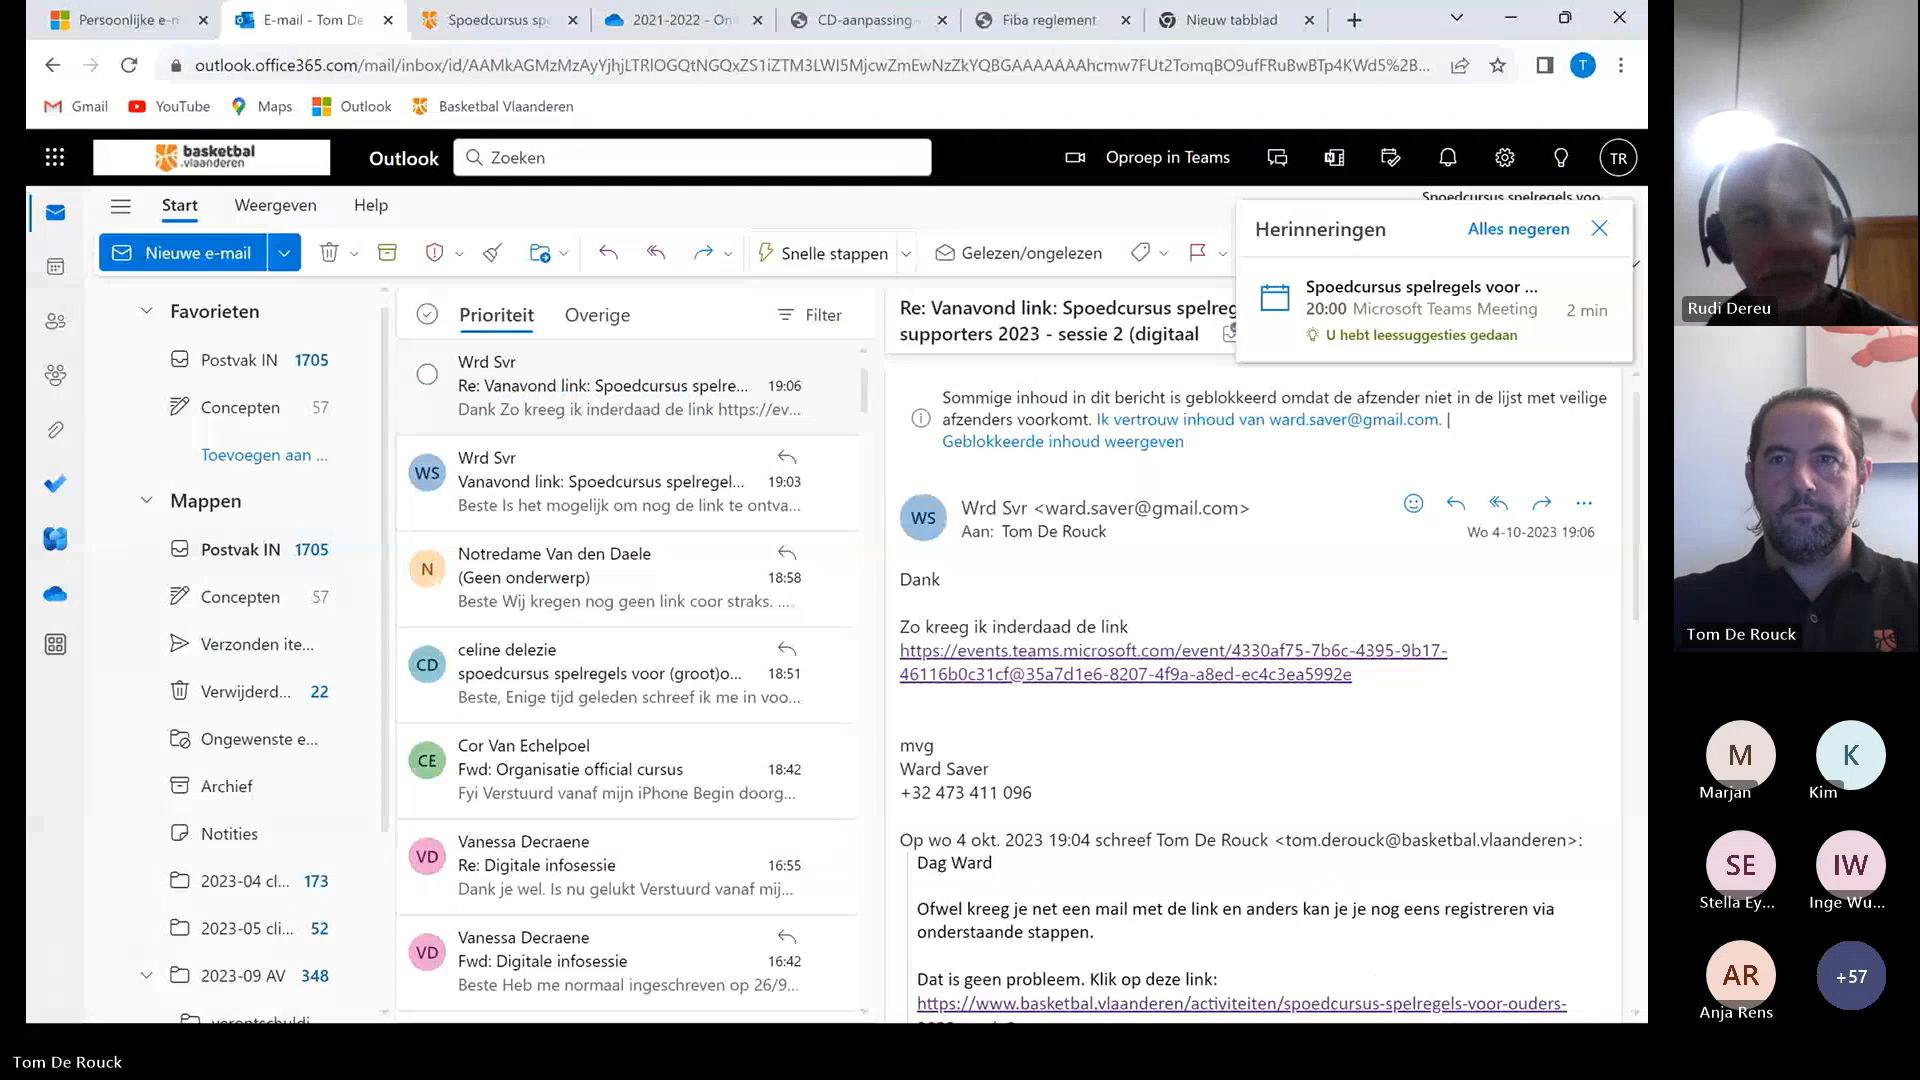 Persoonlijke e-n
E-mail - Tom De
Spoedcursus sp
2021-2022 - On
CD-aanpassing
Fiba reglement
Nieuw tabblad
outlook.office365.com/mail/inbox/id/AAMkAGMzMzAyYjhjLTRlOGQtNGQxZS1iZTM3LWI5MjcwZmEwNzZkYQBGAAAAAAAhcmw7FUt2TomqBO9ufFRuBwBTp4KWd5%2B...
T
Gmail
YouTube
Maps
Outlook
Basketbal Vlaanderen
basketbal
.vlaanderen
Outlook
Zoeken
Oproep in Teams
TR
Start
Weergeven
Help
Spoedcursus spelregels voo
Nieuwe e-mail
Snelle stappen
Gelezen/ongelezen
Herinneringen
Alles negeren
Spoedcursus spelregels voor ...
20:00 Microsoft Teams Meeting
2 min
U hebt leessuggesties gedaan
Favorieten
Postvak IN 1705
Concepten 57
Toevoegen aan ...
Mappen
Postvak IN 1705
Concepten 57
Verzonden ite...
Verwijderd... 22
Ongewenste e...
Archief
Notities
2023-04 cl... 173
2023-05 cli... 52
2023-09 AV 348
verontschuldi
Prioriteit
Overige
Filter
Wrd Svr
Re: Vanavond link: Spoedcursus spelre... 19:06
Dank Zo kreeg ik inderdaad de link https://ev...
WS
Wrd Svr
Vanavond link: Spoedcursus spelregel... 19:03
Beste Is het mogelijk om nog de link te ontva...
N
Notredame Van den Daele
(Geen onderwerp) 18:58
Beste Wij kregen nog geen link coor straks. ...
CD
celine delezie
spoedcursus spelregels voor (groot)o... 18:51
Beste, Enige tijd geleden schreef ik me in voo...
CE
Cor Van Echelpoel
Fwd: Organisatie official cursus 18:42
Fyi Verstuurd vanaf mijn iPhone Begin doorg...
VD
Vanessa Decraene
Re: Digitale infosessie 16:55
Dank je wel. Is nu gelukt Verstuurd vanaf mij...
VD
Vanessa Decraene
Fwd: Digitale infosessie 16:42
Beste Heb me normaal ingeschreven op 26/9...
Re: Vanavond link: Spoedcursus spelreg
supporters 2023 - sessie 2 (digitaal
Sommige inhoud in dit bericht is geblokkeerd omdat de afzender niet in de lijst met veilige
afzenders voorkomt. Ik vertrouw inhoud van ward.saver@gmail.com. |
Geblokkeerde inhoud weergeven
WS
Wrd Svr <ward.saver@gmail.com>
Aan: Tom De Rouck
Wo 4-10-2023 19:06
Dank
Zo kreeg ik inderdaad de link
https://events.teams.microsoft.com/event/4330af75-7b6c-4395-9b17-
46116b0c31cf@35a7d1e6-8207-4f9a-a8ed-ec4c3ea5992e
mvg
Ward Saver
+32 473 411 096
Op wo 4 okt. 2023 19:04 schreef Tom De Rouck <tom.derouck@basketbal.vlaanderen>:
Dag Ward
Ofwel kreeg je net een mail met de link en anders kan je je nog eens registreren via
onderstaande stappen.
Dat is geen probleem. Klik op deze link:
https://www.basketbal.vlaanderen/activiteiten/spoedcursus-spelregels-voor-ouders-
Rudi Dereu
Tom De Rouck
M
Marjan
K
Kim
SE
Stella Ey...
IW
Inge Wu...
AR
Anja Rens
+57
Tom De Rouck